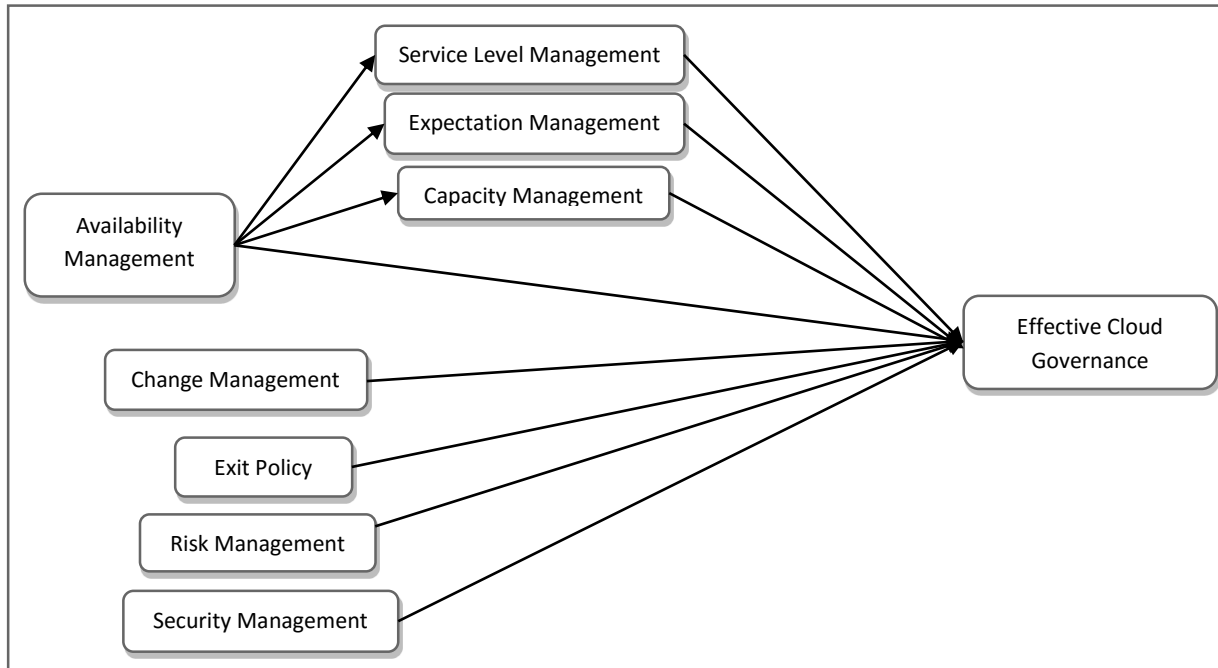 Service Level Management
Expectation Management
Capacity Management
Availability
Management
Effective Cloud
Governance
Change Management
Exit Policy
Risk Management
Security Management